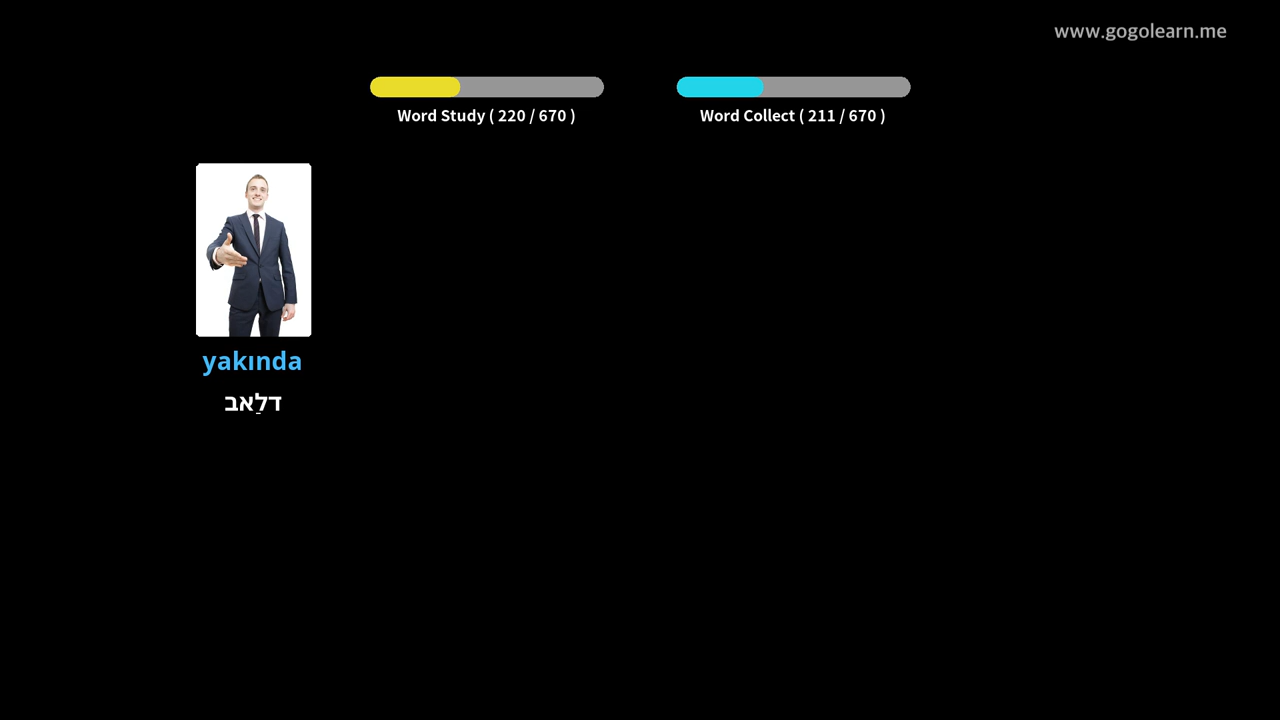 www.gogolearn.me
Word Study ( 220 / 670 )
Word Collect ( 211 / 670 )
yakında
דלַאב